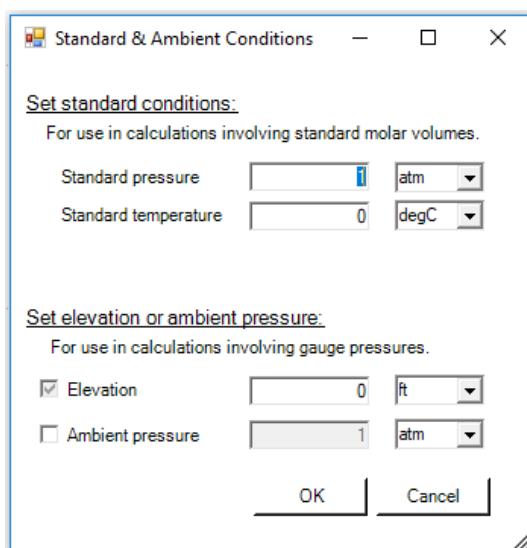 Standard & Ambient Conditions
Set standard conditions:
For use in calculations involving standard molar volumes.
Standard pressure 1 atm
Standard temperature 0 degC
Set elevation or ambient pressure:
For use in calculations involving gauge pressures.
Elevation 0 ft
Ambient pressure 1 atm
OK Cancel